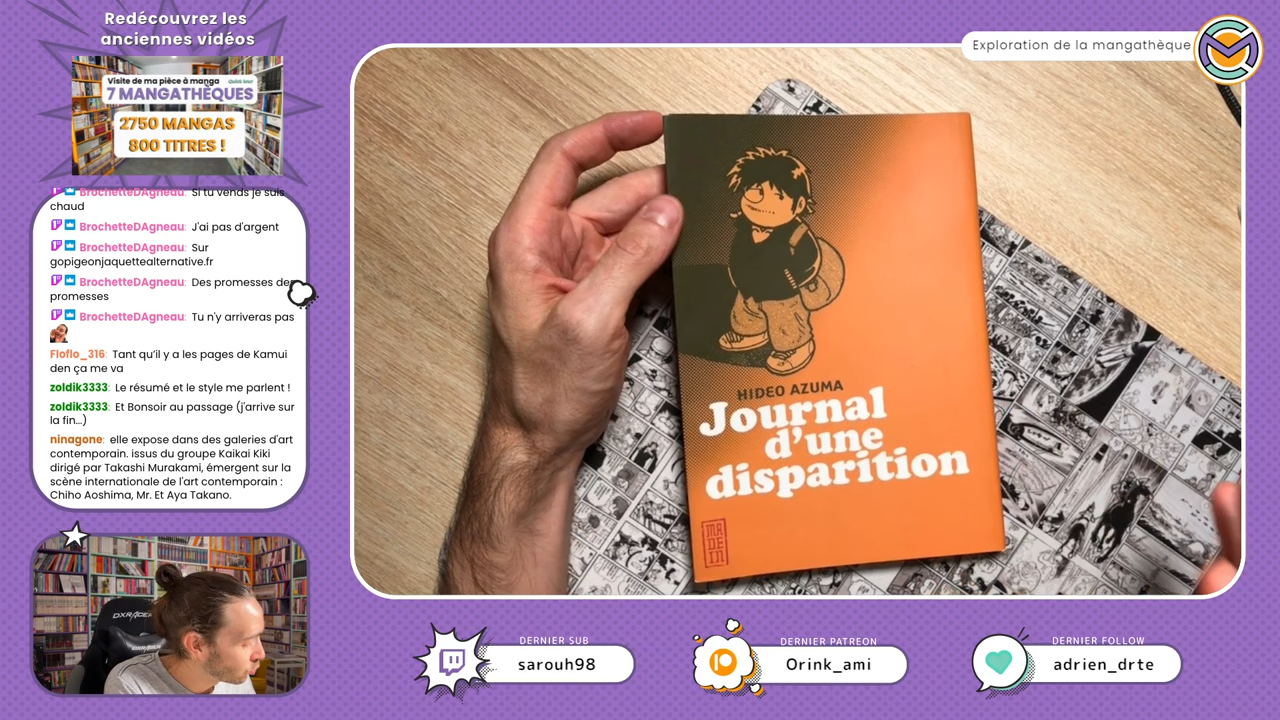 Redécouvrez les
anciennes vidéos
Visite de ma pièce à manga
Quick tour
7 MANGATHÈQUES
2750 MANGAS
800 TITRES !
BrochetteDAgneau: Si tu vends je suis
chaud
BrochetteDAgneau: J'ai pas d'argent
BrochetteDAgneau: Sur
gopigeonjaquettealternative.fr
BrochetteDAgneau: Des promesses des
promesses
BrochetteDAgneau: Tu n'y arriveras pas
Floflo_316: Tant qu'il y a les pages de Kamui
den ça me va
zoldik3333: Le résumé et le style me parlent !
zoldik3333: Et Bonsoir au passage (j'arrive sur
la fin...)
ninagone: elle expose dans des galeries d'art
contemporain. issus du groupe Kaikai Kiki
dirigé par Takashi Murakami, émergent sur la
scène internationale de l'art contemporain :
Chiho Aoshima, Mr. Et Aya Takano.
DXRACER
Exploration de la mangathèque
HIDEO AZUMA
Journal
d'une
disparition
MA
DE
IN
DERNIER SUB
sarouh98
DERNIER PATREON
Orink_ami
DERNIER FOLLOW
adrien_drte